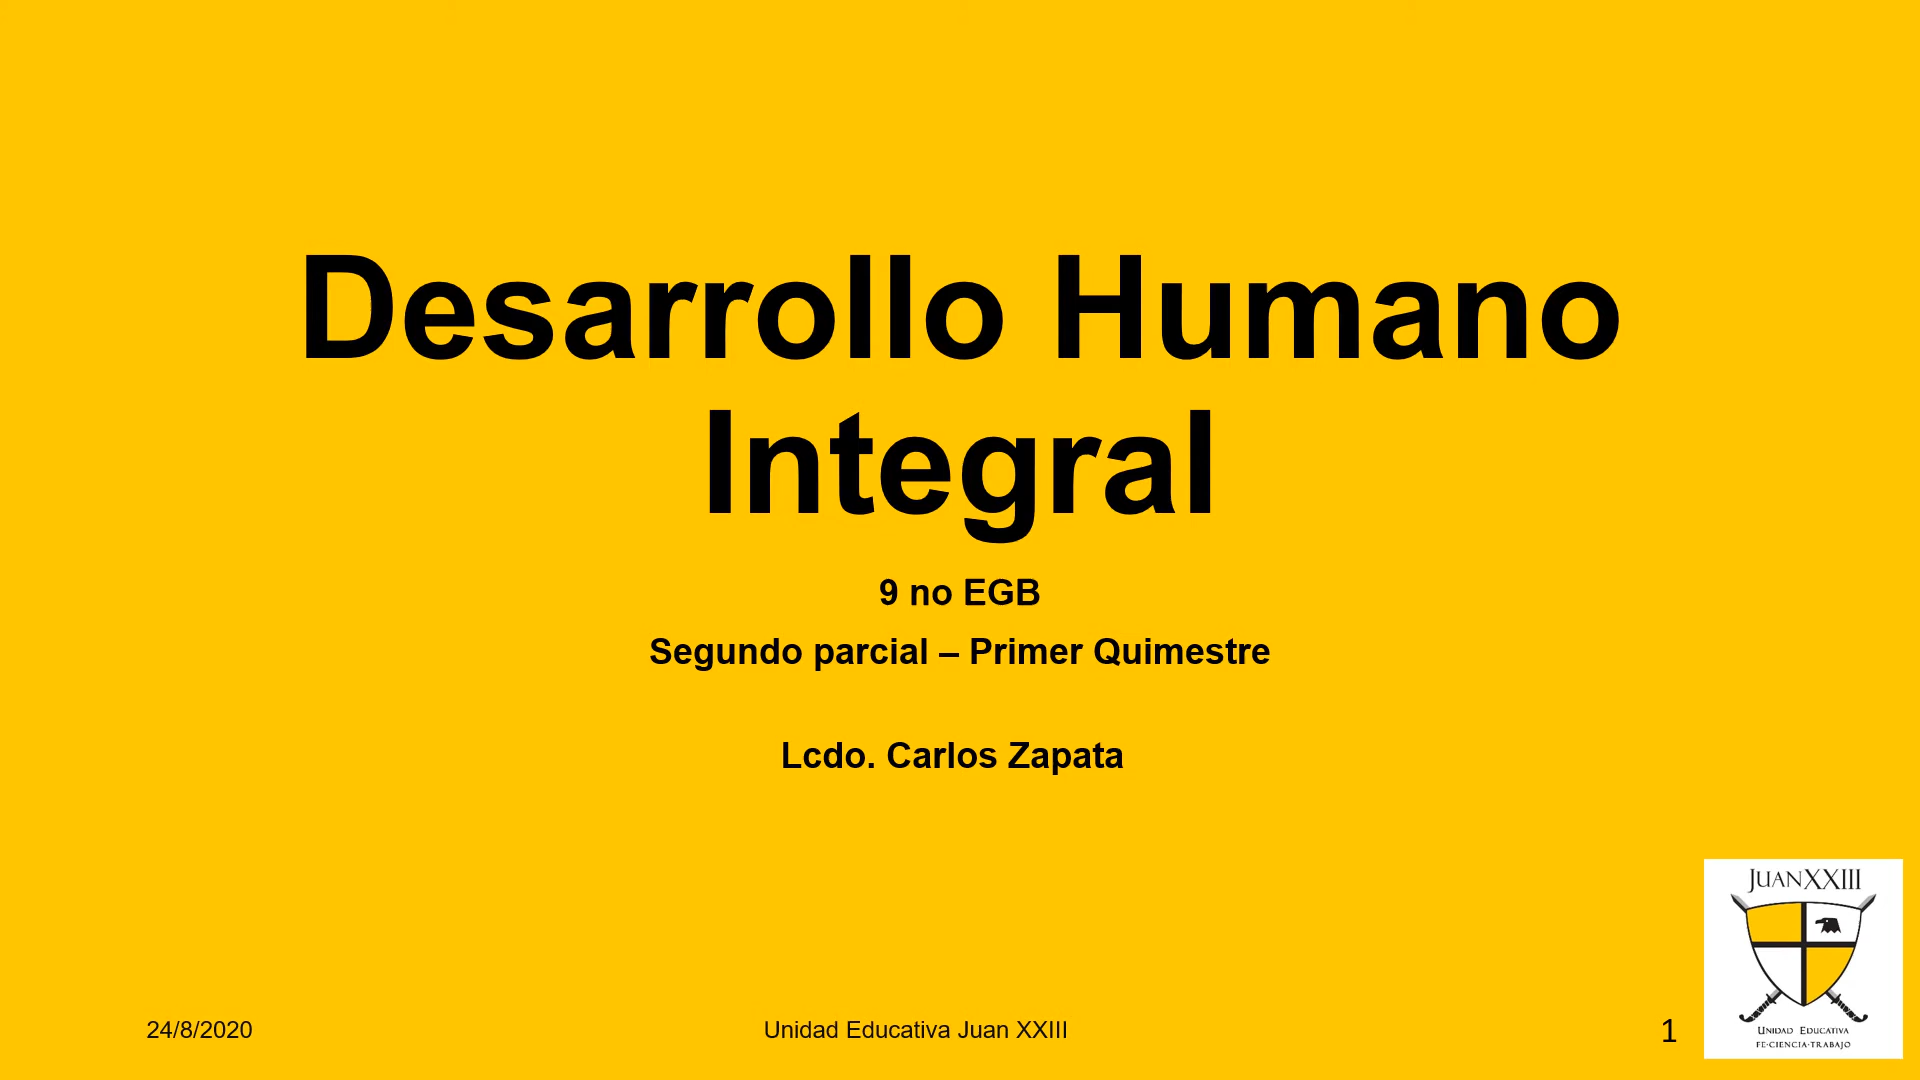 Desarrollo Humano
Integral
9 no EGB
Segundo parcial – Primer Quimestre
Lcdo. Carlos Zapata
24/8/2020
Unidad Educativa Juan XXIII
1
JUANXXIII
UNIDAD EDUCATIVA
FE·CIENCIA·TRABAJO